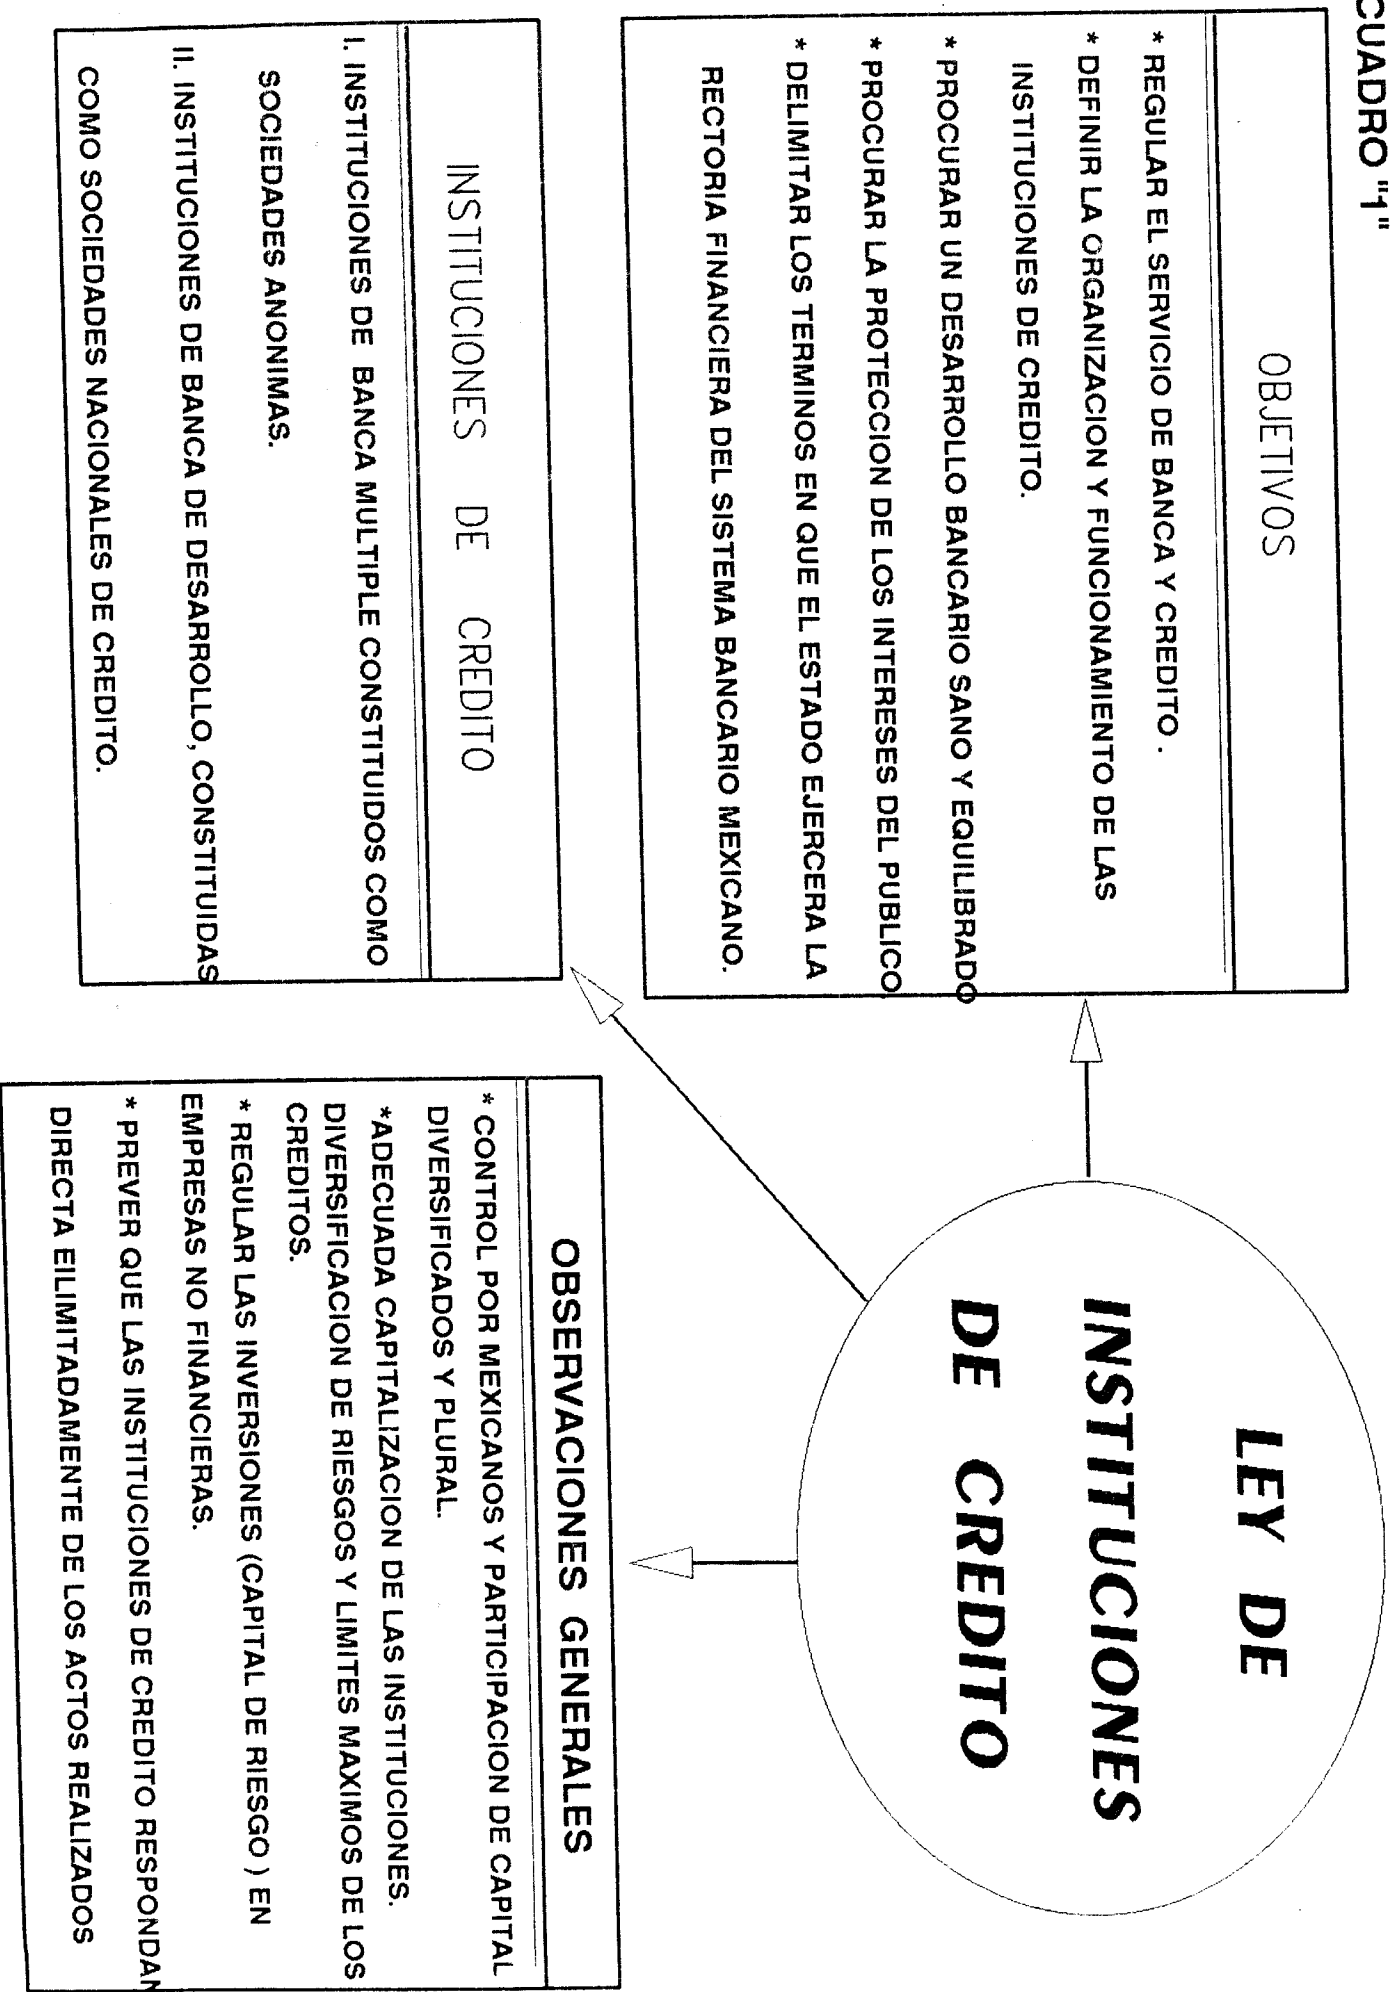 CUADRO "1"
OBJETIVOS
* REGULAR EL SERVICIO DE BANCA Y CREDITO .
* DEFINIR LA ORGANIZACION Y FUNCIONAMIENTO DE LAS
INSTITUCIONES DE CREDITO.
* PROCURAR UN DESARROLLO BANCARIO SANO Y EQUILIBRADO
* PROCURAR LA PROTECCION DE LOS INTERESES DEL PUBLICO
* DELIMITAR LOS TERMINOS EN QUE EL ESTADO EJERCERA LA
RECTORIA FINANCIERA DEL SISTEMA BANCARIO MEXICANO.
LEY DE
INSTITUCIONES
DE CREDITO
INSTITUCIONES DE CREDITO
I. INSTITUCIONES DE BANCA MULTIPLE CONSTITUIDOS COMO
SOCIEDADES ANONIMAS.
II. INSTITUCIONES DE BANCA DE DESARROLLO, CONSTITUIDAS
COMO SOCIEDADES NACIONALES DE CREDITO.
OBSERVACIONES GENERALES
* CONTROL POR MEXICANOS Y PARTICIPACION DE CAPITAL
DIVERSIFICADOS Y PLURAL.
*ADECUADA CAPITALIZACION DE LAS INSTITUCIONES.
DIVERSIFICACION DE RIESGOS Y LIMITES MAXIMOS DE LOS
CREDITOS.
* REGULAR LAS INVERSIONES (CAPITAL DE RIESGO ) EN
EMPRESAS NO FINANCIERAS.
* PREVER QUE LAS INSTITUCIONES DE CREDITO RESPONDAN
DIRECTA EILIMITADAMENTE DE LOS ACTOS REALIZADOS